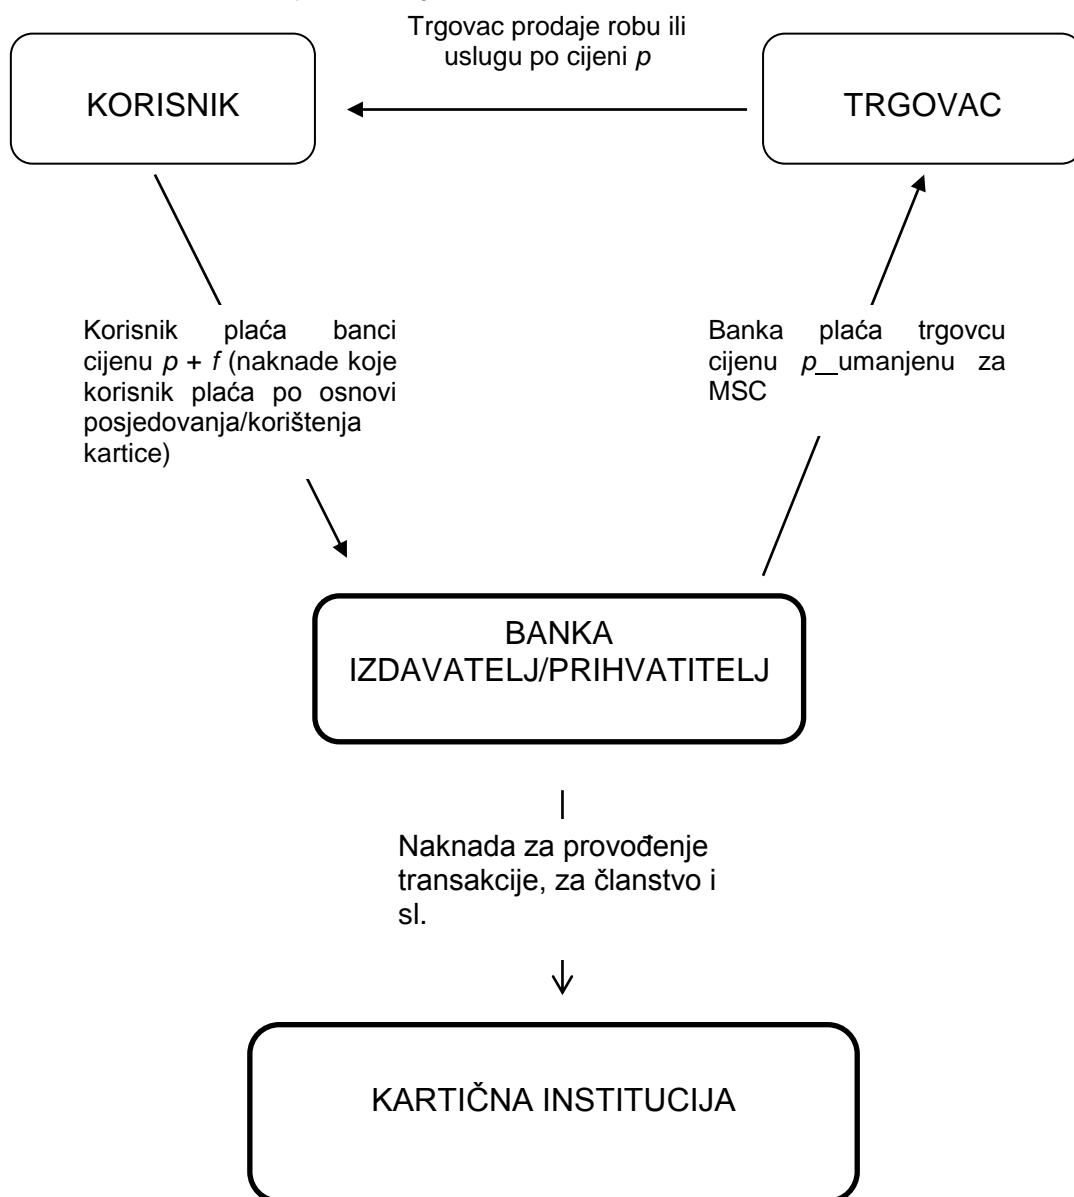 Trgovac prodaje robu ili
uslugu po cijeni p
KORISNIK
TRGOVAC
Korisnik plaća banci
cijenu p + f (naknade koje
korisnik plaća po osnovi
posjedovanja/korištenja
kartice)
Banka plaća trgovcu
cijenu p_umanjenu za
MSC
BANKA
IZDAVATELJ/PRIHVATITELJ
Naknada za provođenje
transakcije, za članstvo i
sl.
KARTIČNA INSTITUCIJA